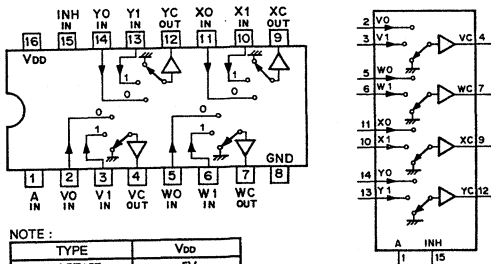 INH Y0 Y1 YC X0 X1 XC
IN IN IN OUT IN IN OUT
16 15 14 13 12 11 10 9
VDD
0 0
1 1
0 0
1 1
GND
1 2 3 4 5 6 7 8
A V0 V1 VC W0 W1 WC
IN IN IN OUT IN IN OUT
NOTE :
TYPE VDD
2 V0
3 V1 VC 4
5 W0
6 W1 WC 7
11 X0
10 X1 XC 9
14 Y0
13 Y1 YC 12
A INH
1 15